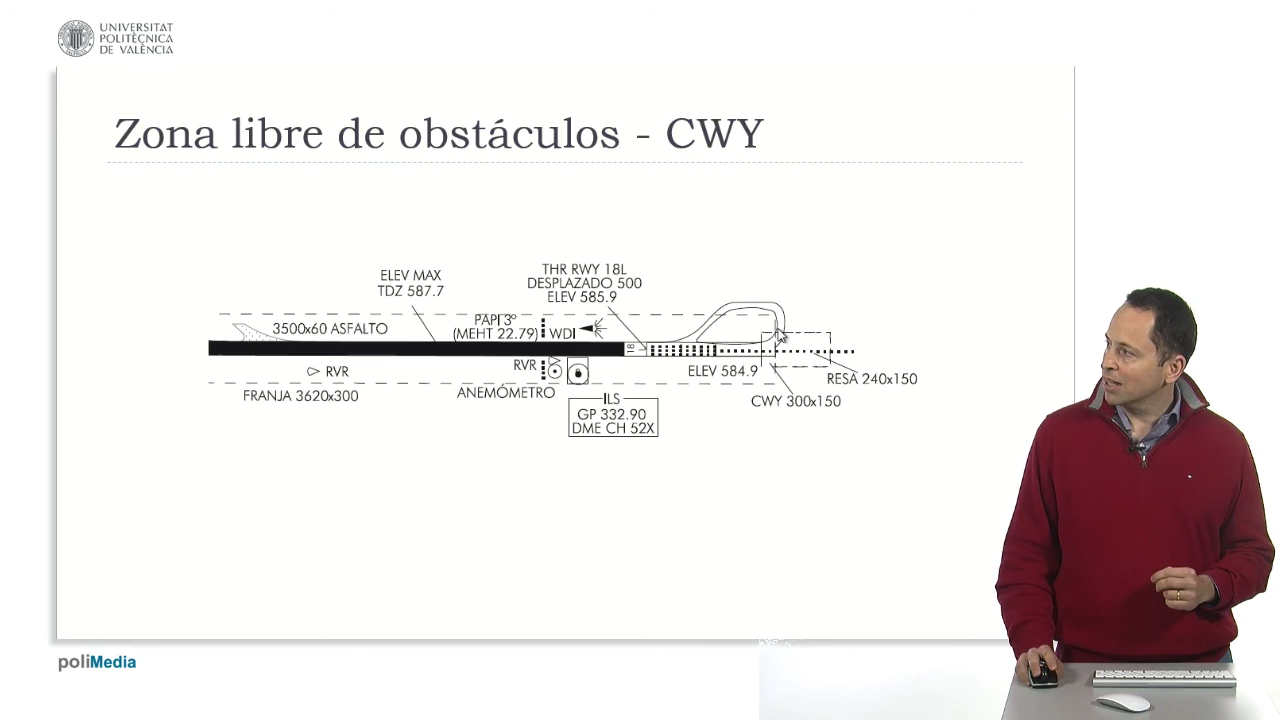 UNIVERSITAT
POLITÈCNICA
DE VALÈNCIA
Zona libre de obstáculos - CWY
ELEV MAX
TDZ 587.7
THR RWY 18L
DESPLAZADO 500
ELEV 585.9
3500x60 ASFALTO
PAPI 3°
(MEHT 22.79)
WDI
18
RVR
RVR
ELEV 584.9
RESA 240x150
FRANJA 3620x300
ANEMÓMETRO
CWY 300x150
ILS
GP 332.90
DME CH 52X
poliMedia